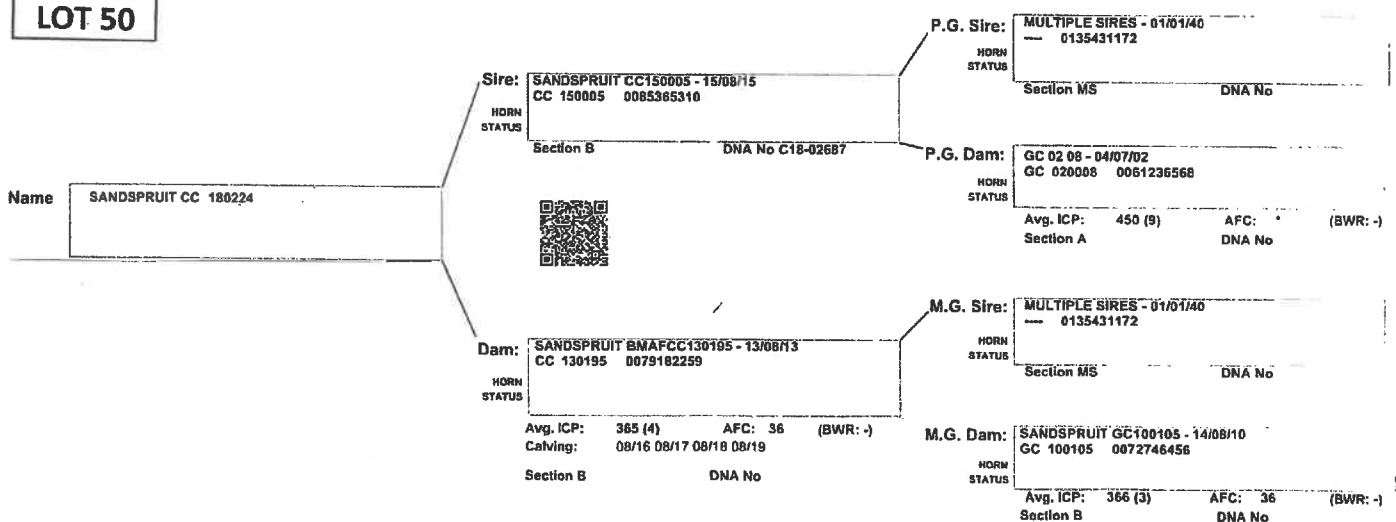 LOT 50
Name
SANDSPRUIT CC 180224
Sire:
SANDSPRUIT CC150005 - 15/08/15
CC 150005 0085365310
HORN
STATUS
Section B DNA No C18-02687
Dam:
SANDSPRUIT BMAFCC130195 - 13/08/13
CC 130195 0079182259
HORN
STATUS
Avg. ICP: 365 (4) AFC: 36 (BWR: -)
Calving: 08/16 08/17 08/18 08/19
Section B DNA No
P.G. Sire:
MULTIPLE SIRES - 01/01/40
--- 0135431172
HORN
STATUS
Section MS DNA No
P.G. Dam:
GC 02 08 - 04/07/02
GC 020008 0061236568
HORN
STATUS
Avg. ICP: 450 (9) AFC: * (BWR: -)
Section A DNA No
M.G. Sire:
MULTIPLE SIRES - 01/01/40
--- 0135431172
HORN
STATUS
Section MS DNA No
M.G. Dam:
SANDSPRUIT GC100105 - 14/08/10
GC 100105 0072746456
HORN
STATUS
Avg. ICP: 366 (3) AFC: 36 (BWR: -)
Section B DNA No